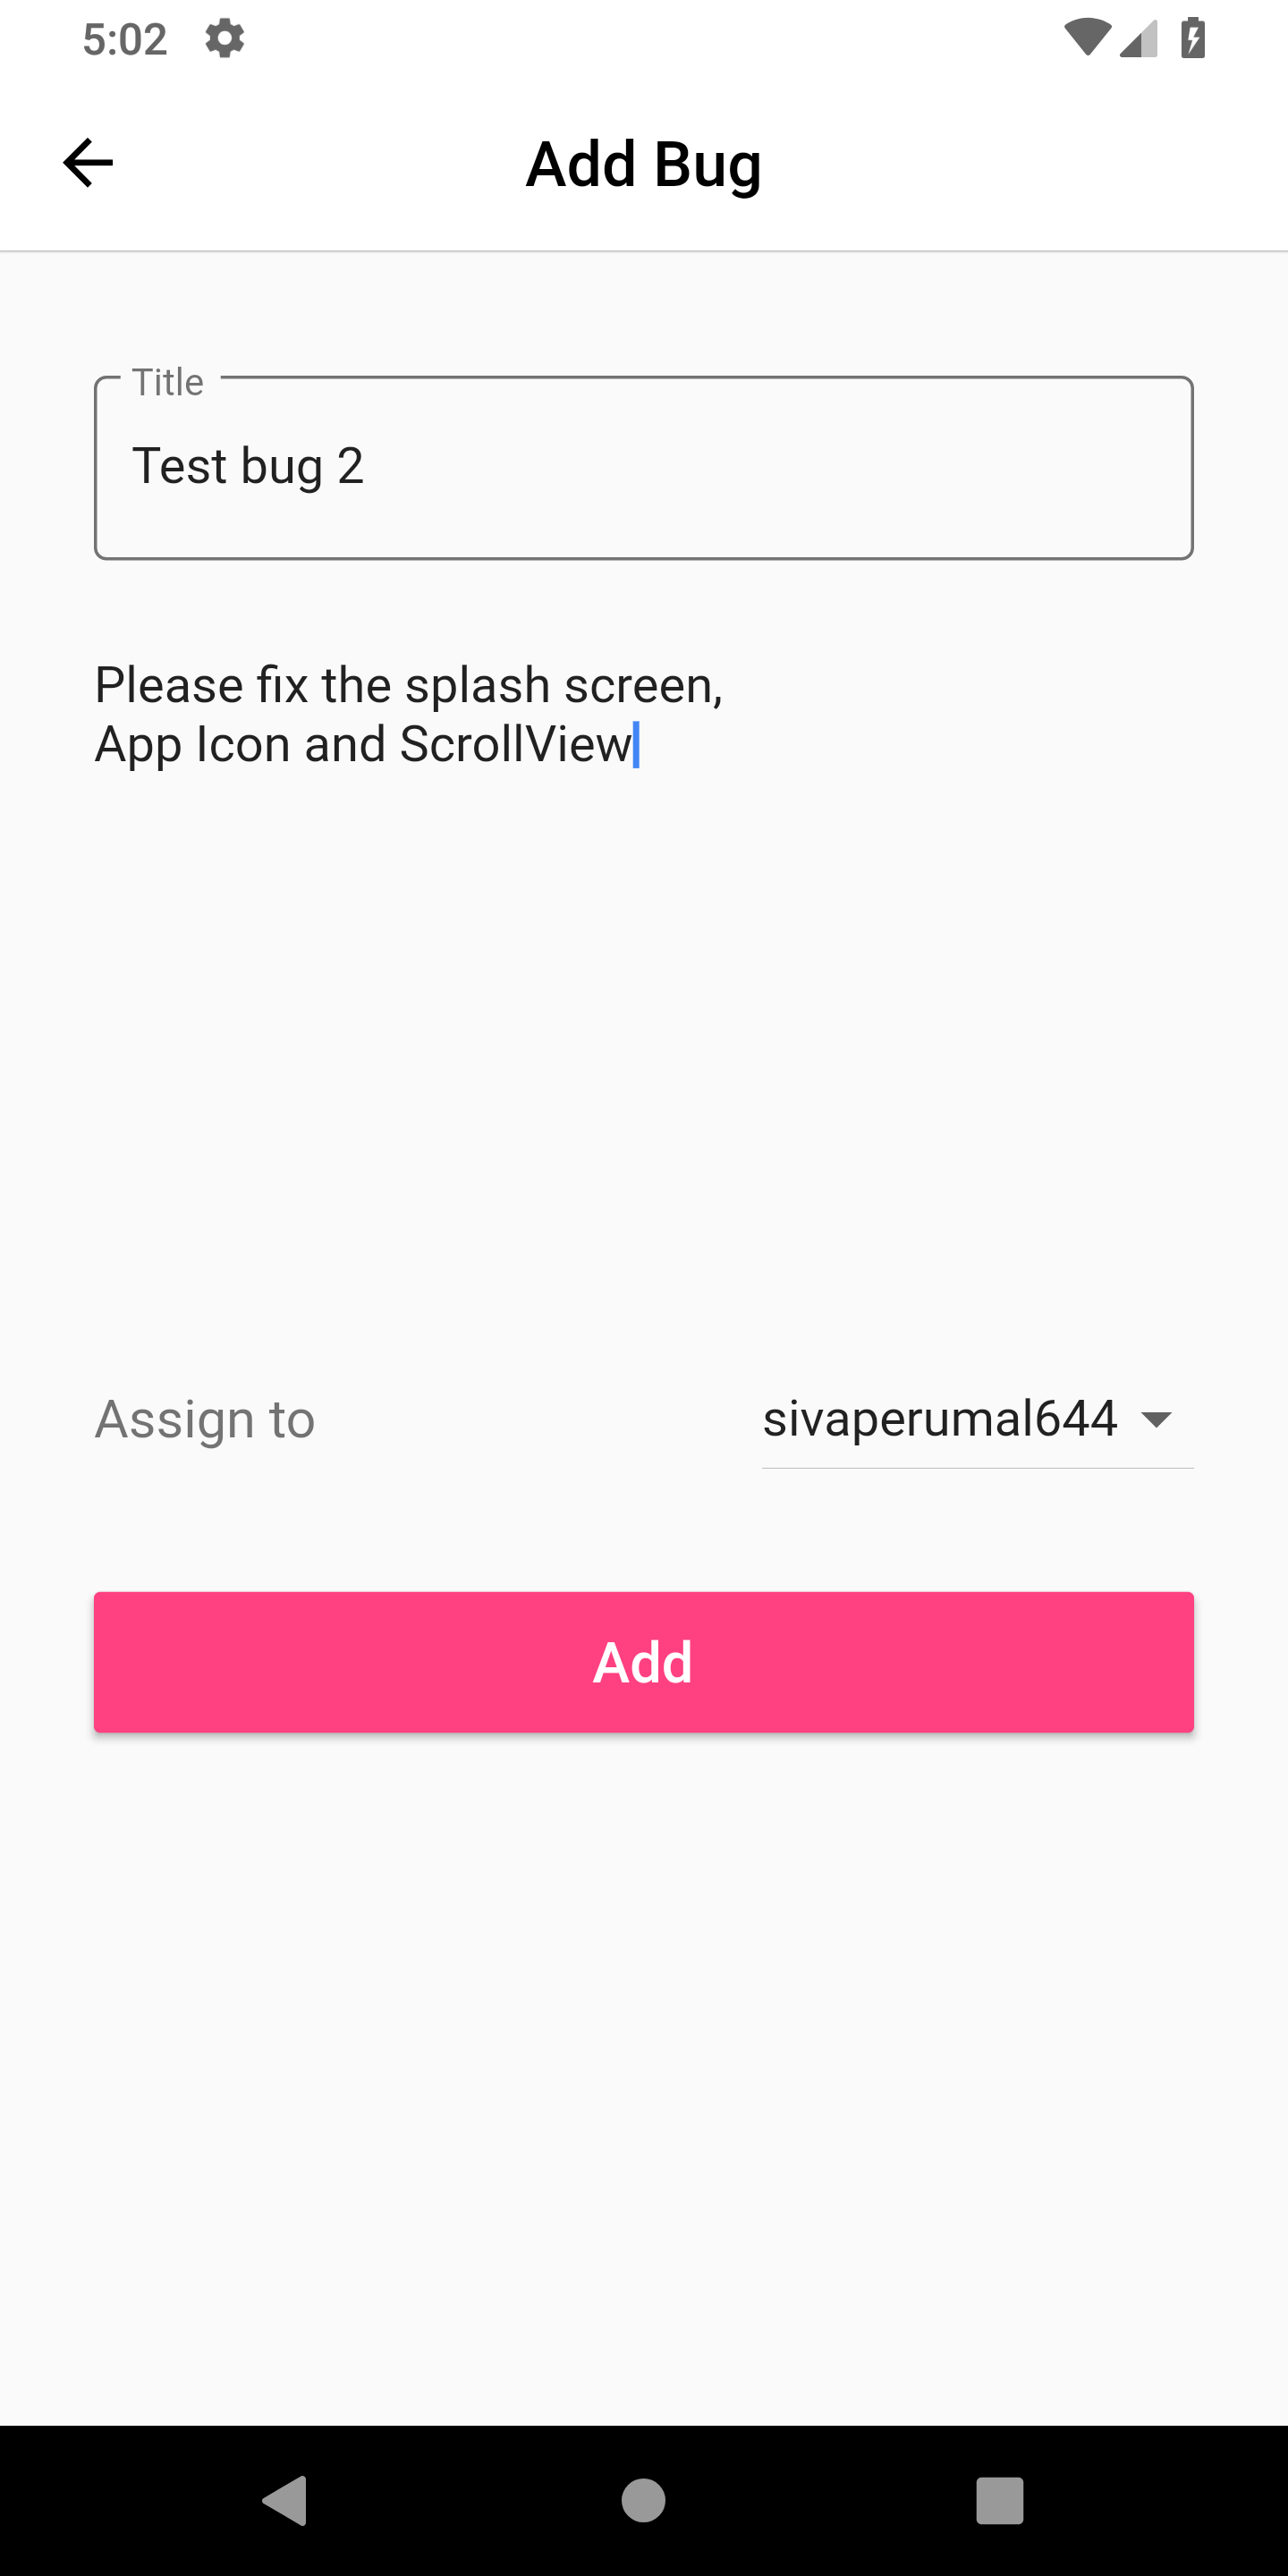 5:02
Add Bug
Title
Test bug 2
Please fix the splash screen,
App Icon and ScrollView
Assign to
sivaperumal644
Add